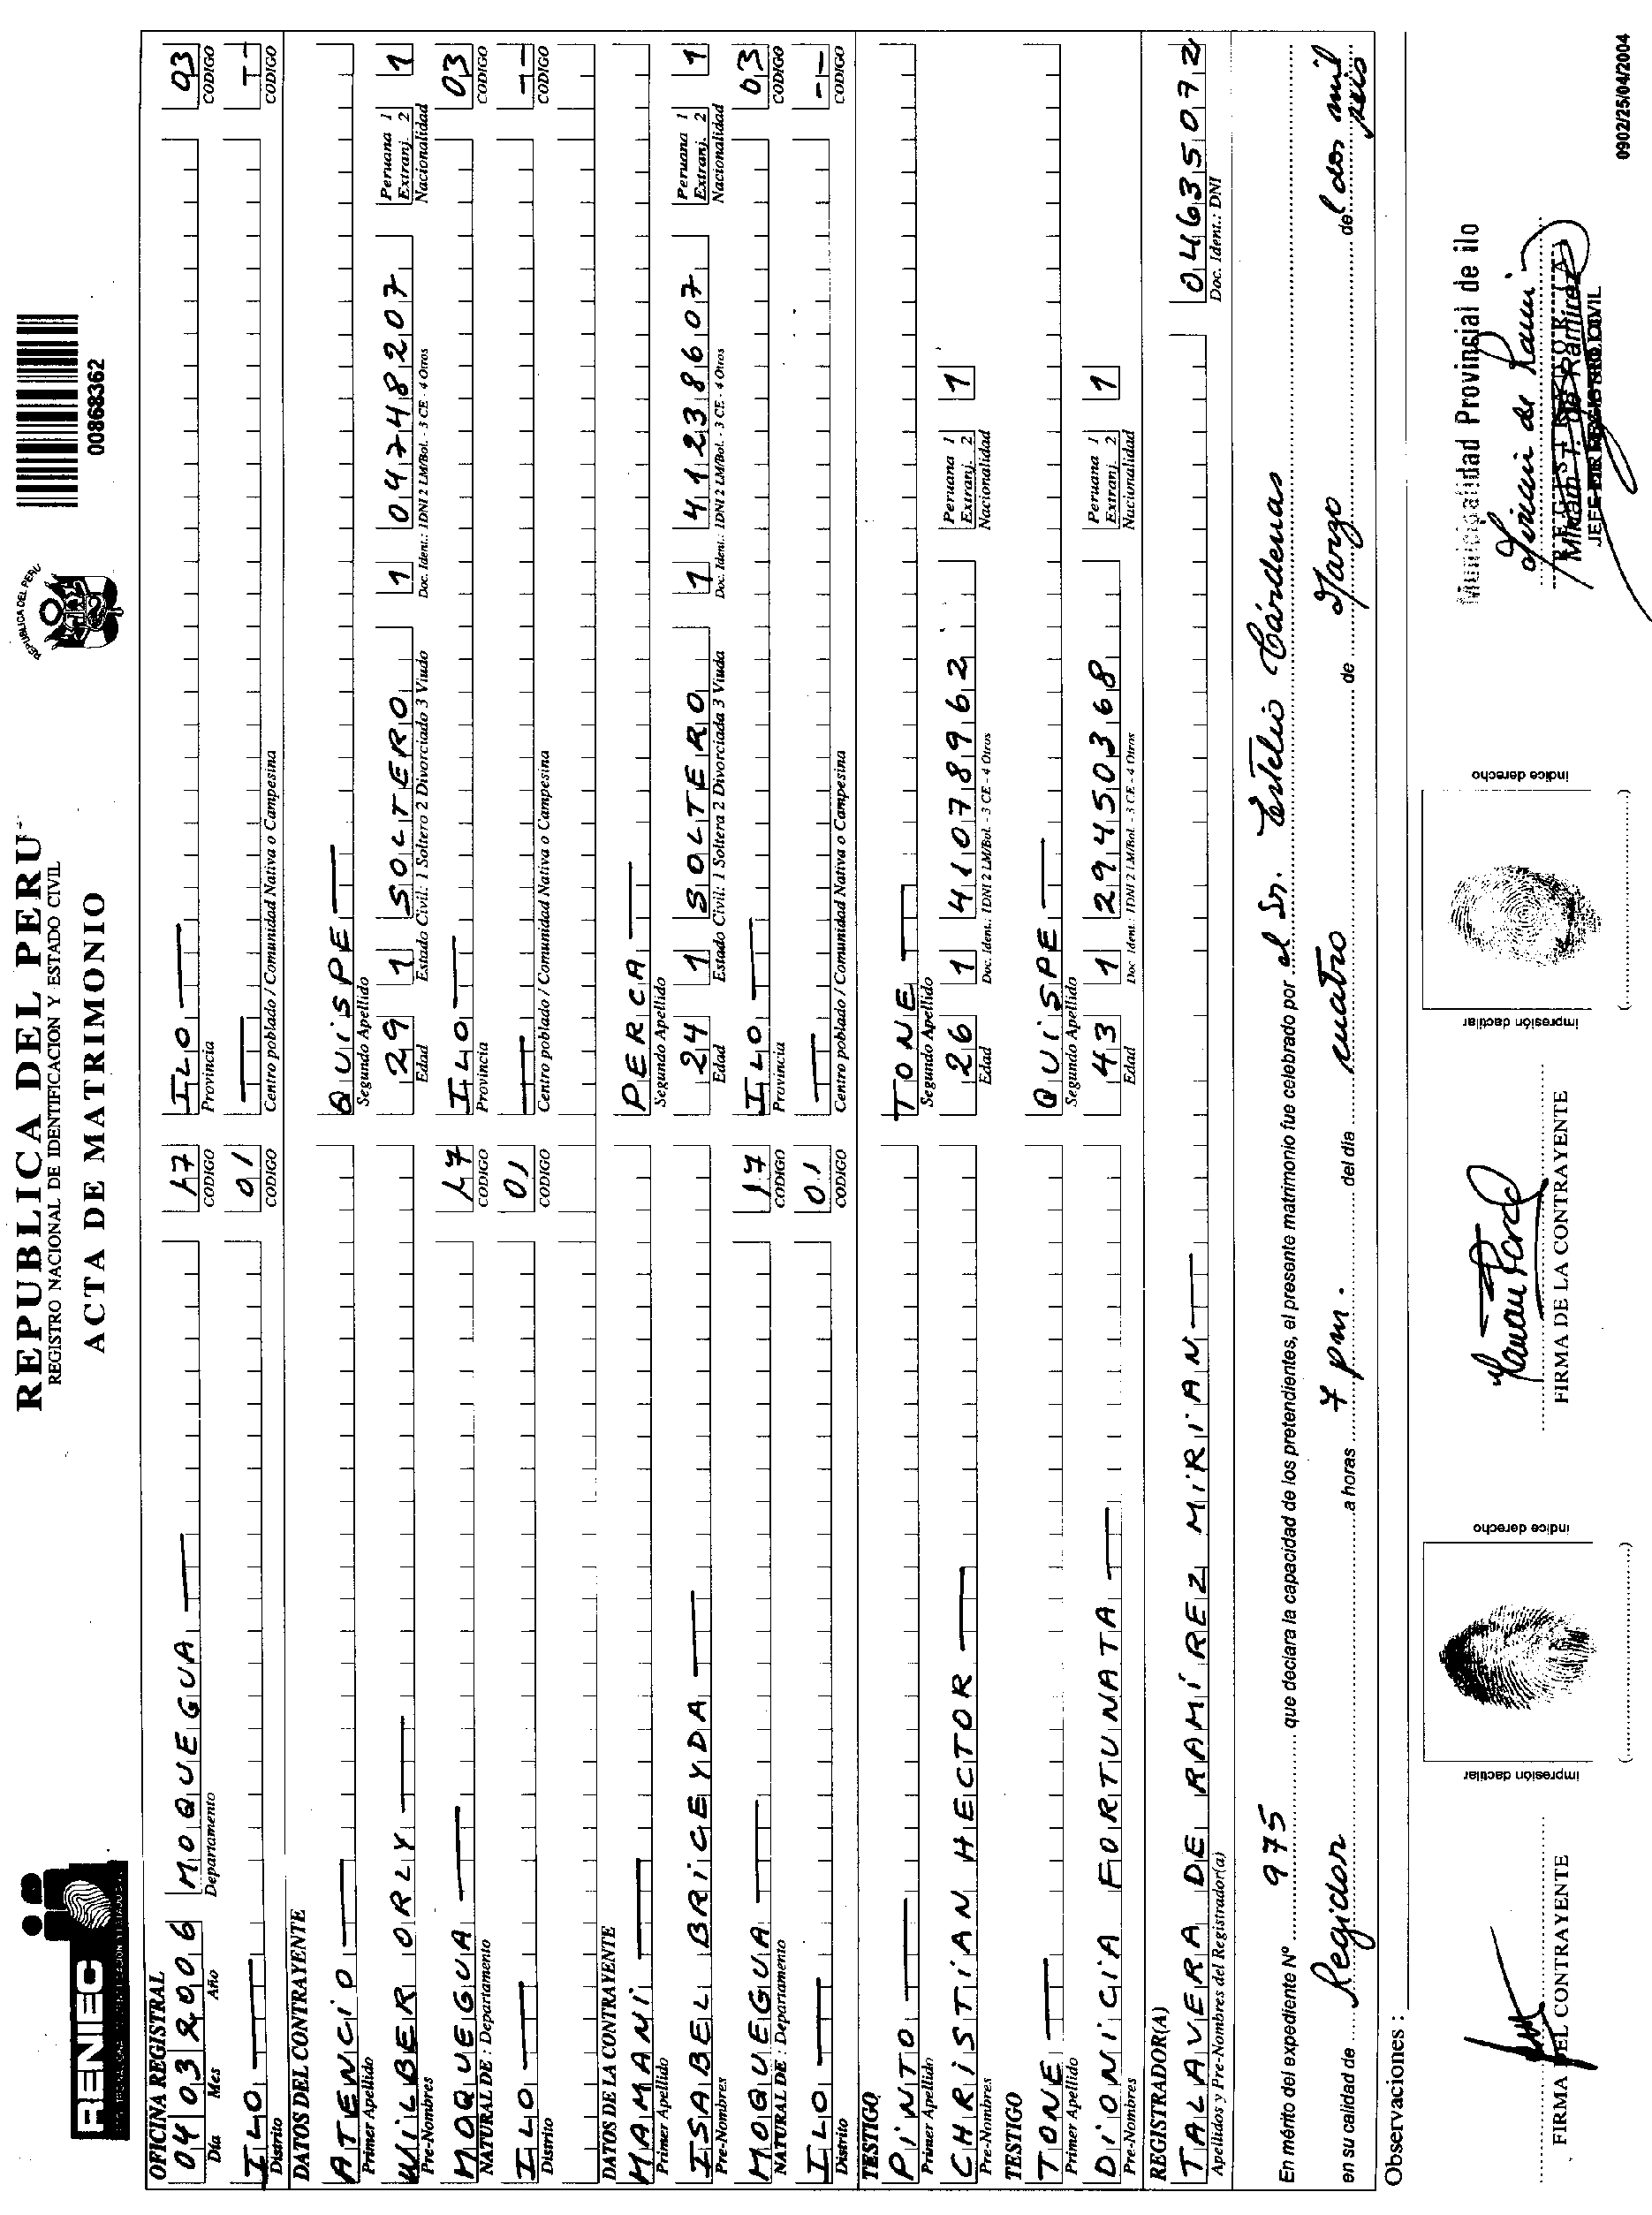 RENIEC
REPUBLICA DEL PERU
REGISTRO NACIONAL DE IDENTIFICACION Y ESTADO CIVIL
ACTA DE MATRIMONIO
REPUBLICA DEL PERU
00868362
OFICINA REGISTRAL
04 03 2006 MOQUEGUA 17 ILO 03
Día Mes Año Departamento CODIGO Provincia CODIGO
ILO 01
Distrito CODIGO Centro poblado / Comunidad Nativa o Campesina CODIGO
DATOS DEL CONTRAYENTE
ATENCIO QUISPE
Primer Apellido Segundo Apellido
WILBER ORLY 29 1 SOLTERO 1 04748207 Peruana 1 Extranj. 2 1
Pre-Nombres Edad Estado Civil: 1 Soltero 2 Divorciado 3 Viudo Doc. Ident.: 1DNI 2 LM/Bol. - 3 CE - 4 Otros Nacionalidad
MOQUEGUA 17 ILO 03
NATURAL DE : Departamento CODIGO Provincia CODIGO
ILO 01
Distrito CODIGO Centro poblado / Comunidad Nativa o Campesina CODIGO
DATOS DE LA CONTRAYENTE
MAMANI PERCA
Primer Apellido Segundo Apellido
ISABEL BRICEYDA 24 1 SOLTERO 1 41238607 Peruana 1 Extranj. 2 1
Pre-Nombres Edad Estado Civil: 1 Soltera 2 Divorciada 3 Viuda Doc. Ident.: 1DNI 2 LM/Bol. - 3 CE - 4 Otros Nacionalidad
MOQUEGUA 17 ILO 03
NATURAL DE : Departamento CODIGO Provincia CODIGO
ILO 01
Distrito CODIGO Centro poblado / Comunidad Nativa o Campesina CODIGO
TESTIGO
PINTO TONE
Primer Apellido Segundo Apellido
CHRISTIAN HECTOR 26 1 41078962 Peruana 1 Extranj. 2 1
Pre-Nombres Edad Doc. Ident. 1DNI 2 LM/Bol. - 3 CE - 4 Otros Nacionalidad
TESTIGO
TONE QUISPE
Primer Apellido Segundo Apellido
DIONICIA FORTUNATA 43 1 29450368 Peruana 1 Extranj. 2 1
Pre-Nombres Edad Doc Ident.: 1DNI 2 LM/Bol. - 3 CE - 4 Otros Nacionalidad
REGISTRADOR(A)
TALAVERA DE RAMÍREZ MIRIAN 04635072
Apellidos y Pre-Nombres del Registrador(a) Doc. Ident.: DNI
En mérito del expediente Nº 975 que declara la capacidad de los pretendientes, el presente matrimonio fue celebrado por el Sr. Estelio Cárdenas
en su calidad de Regidor a horas 7 pm. del día cuatro de Marzo del dos mil seis
Observaciones :
FIRMA DEL CONTRAYENTE
impresión dactilar
índice derecho
FIRMA DE LA CONTRAYENTE
impresión dactilar
índice derecho
Municipalidad Provincial de Ilo
0902/25/04/2004